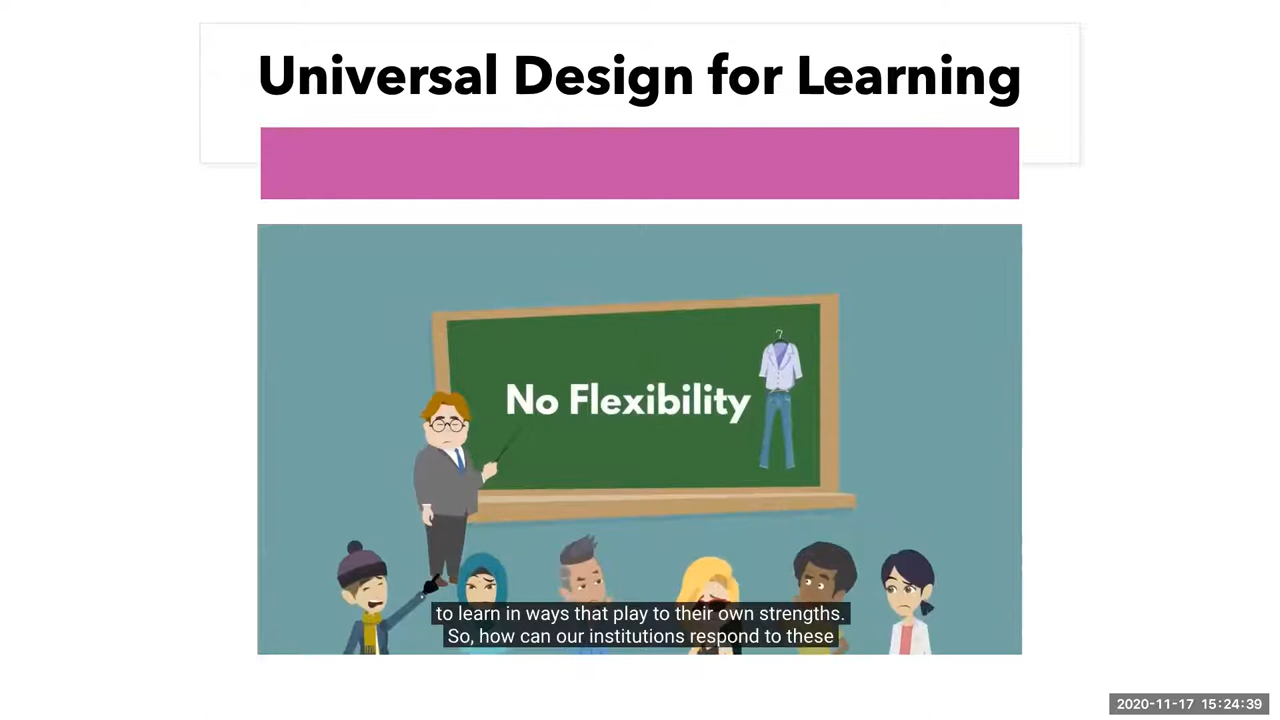 Universal Design for Learning
No Flexibility
to learn in ways that play to their own strengths.
So, how can our institutions respond to these
2020-11-17 15:24:39